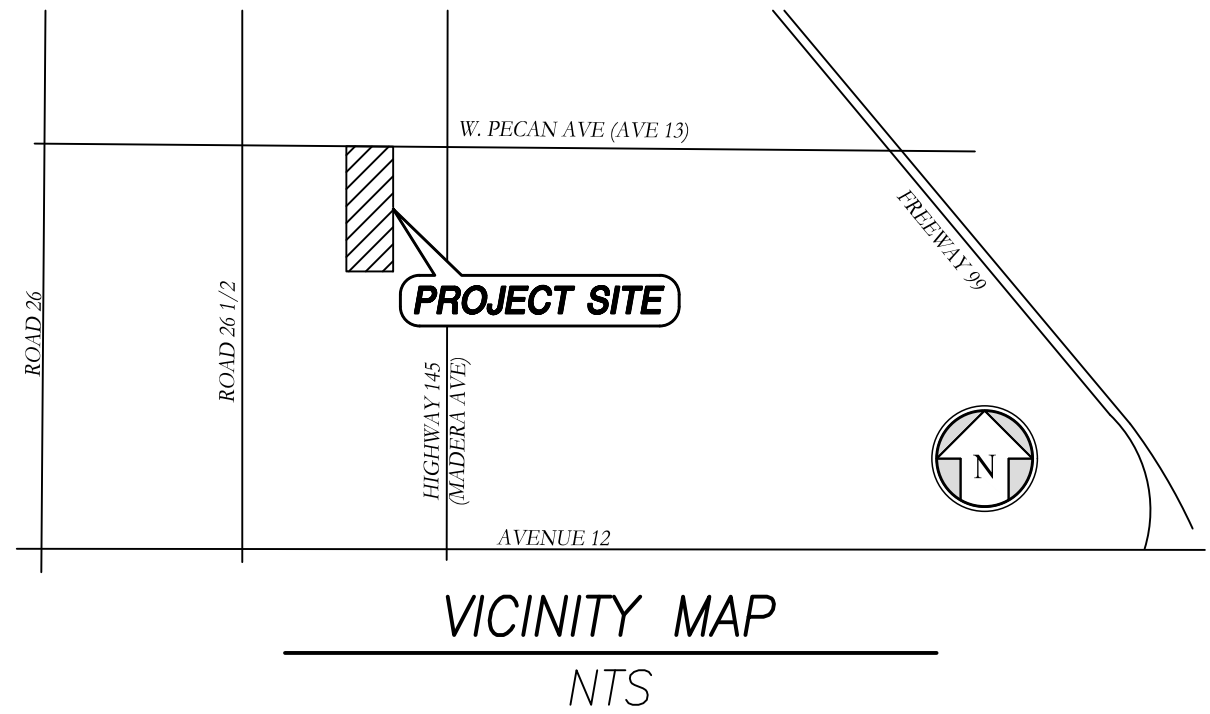 W. PECAN AVE (AVE 13)
FREEWAY 99
PROJECT SITE
ROAD 26
ROAD 26 1/2
HIGHWAY 145
(MADERA AVE)
N
AVENUE 12
VICINITY MAP
NTS